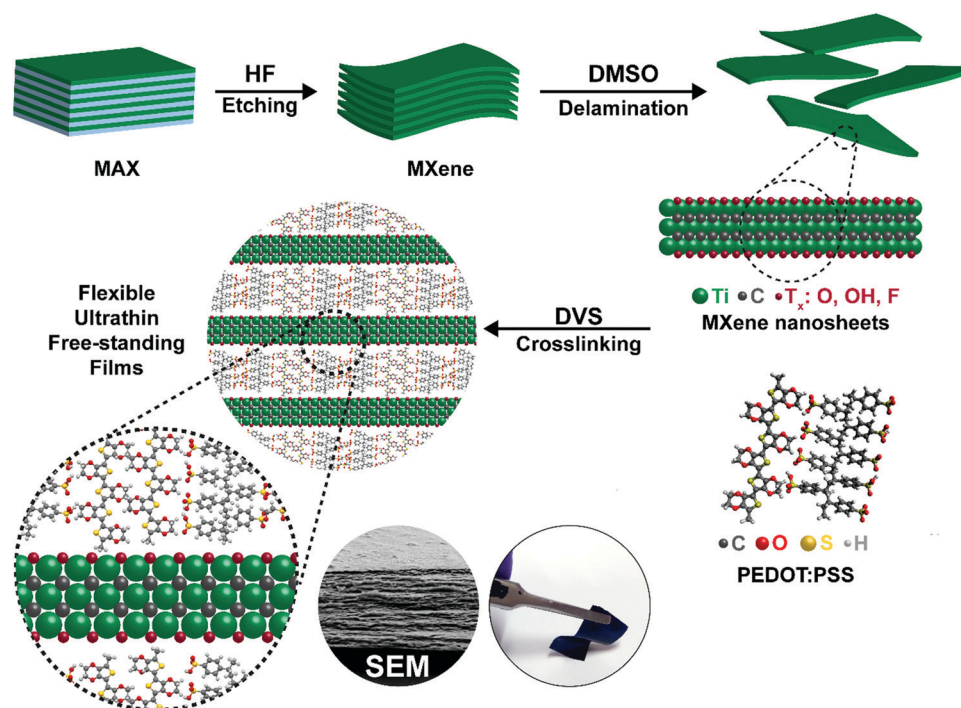 HF
Etching
DMSO
Delamination
MAX
MXene
Ti C Tx: O, OH, F
MXene nanosheets
DVS
Crosslinking
Flexible
Ultrathin
Free-standing
Films
C O S H
PEDOT:PSS
SEM